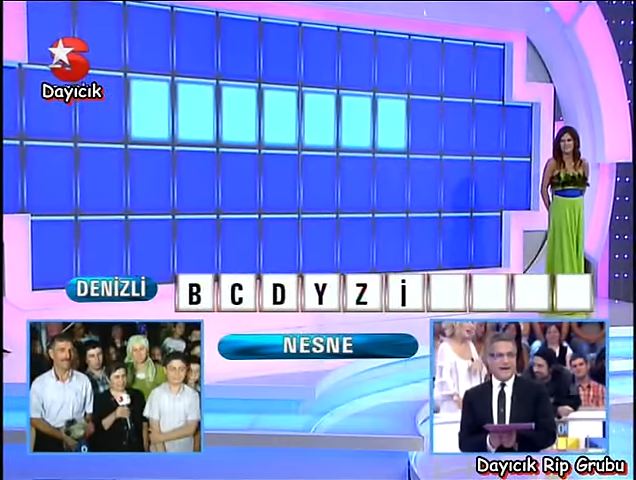 Dayıcık
DENİZLİ
B C D Y Z İ
NESNE
Dayıcık Rip Grubu